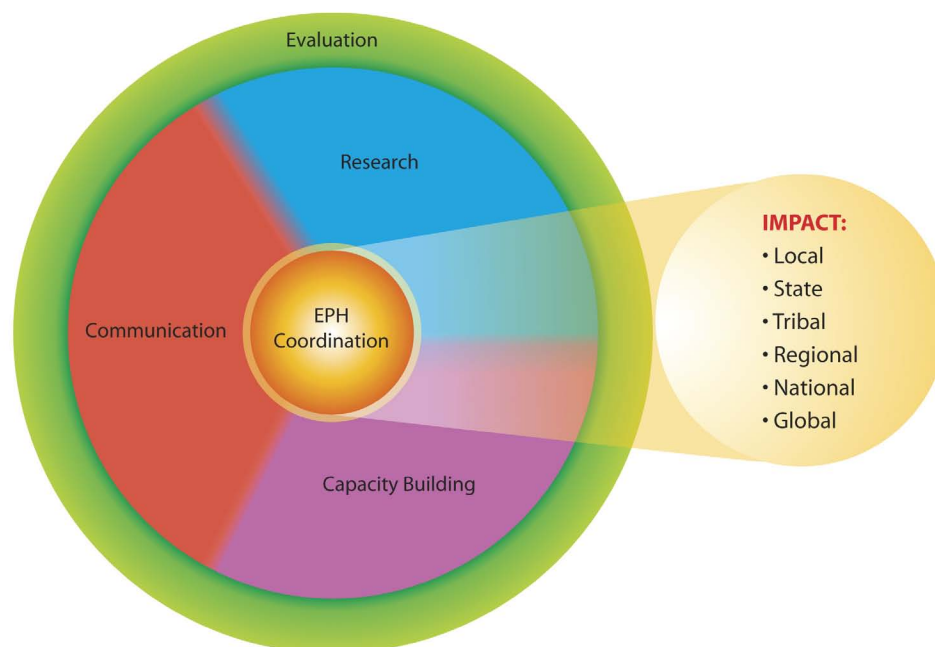 Evaluation
Research
Communication
EPH
Coordination
Capacity Building
IMPACT:
• Local
• State
• Tribal
• Regional
• National
• Global